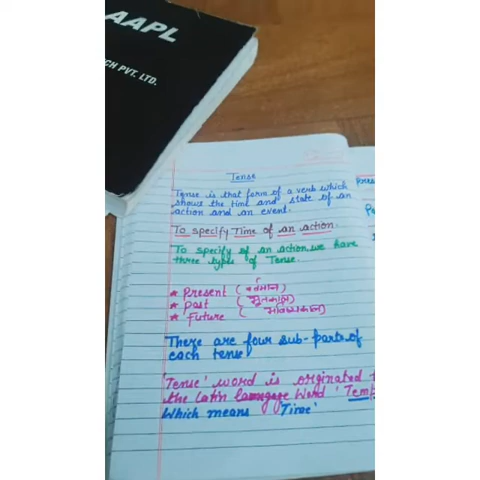 AAPL
CH PVT. LTD.
Tense
Tense is that form of a verb which
shows the time and state of an
action and an event.
To specify Time of an action.
To specify of an action, we have
three types of Tense.
* Present (वर्तमान)
* Past (भूतकाल)
* Future (भविष्यकाल)
There are four sub-parts of
each tense
'Tense' word is orginated
the Latin language word 'Temp
Which means 'Time'